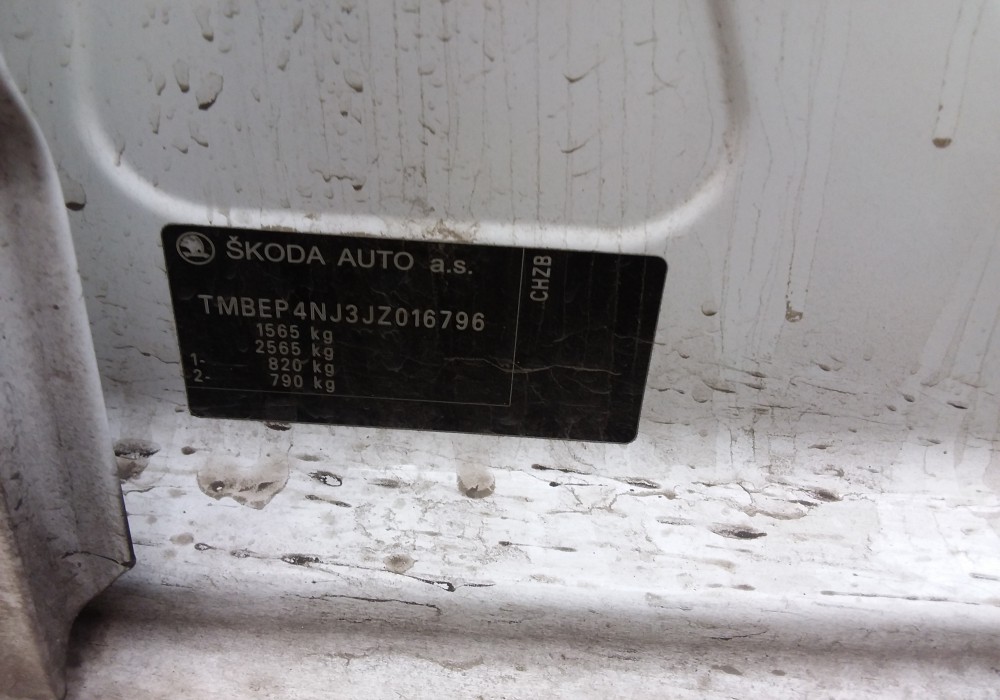 ŠKODA AUTO a.s.
CHZB
TMBEP4NJ3JZ016796
1565 kg
2565 kg
1- 820 kg
2- 790 kg